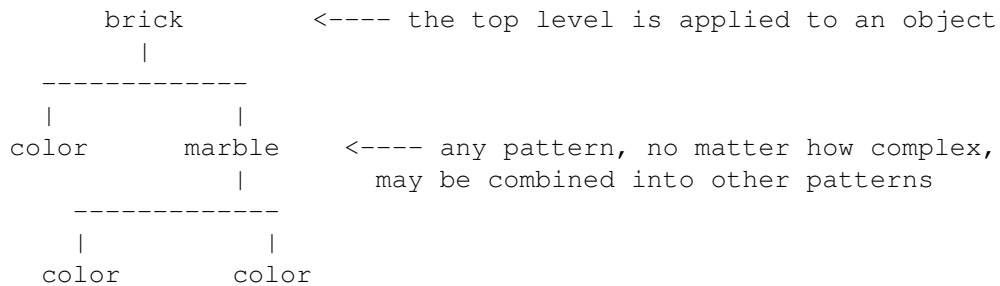 brick <---- the top level is applied to an object
|
-------------
| |
color marble <---- any pattern, no matter how complex,
| may be combined into other patterns
-------------
| |
color color